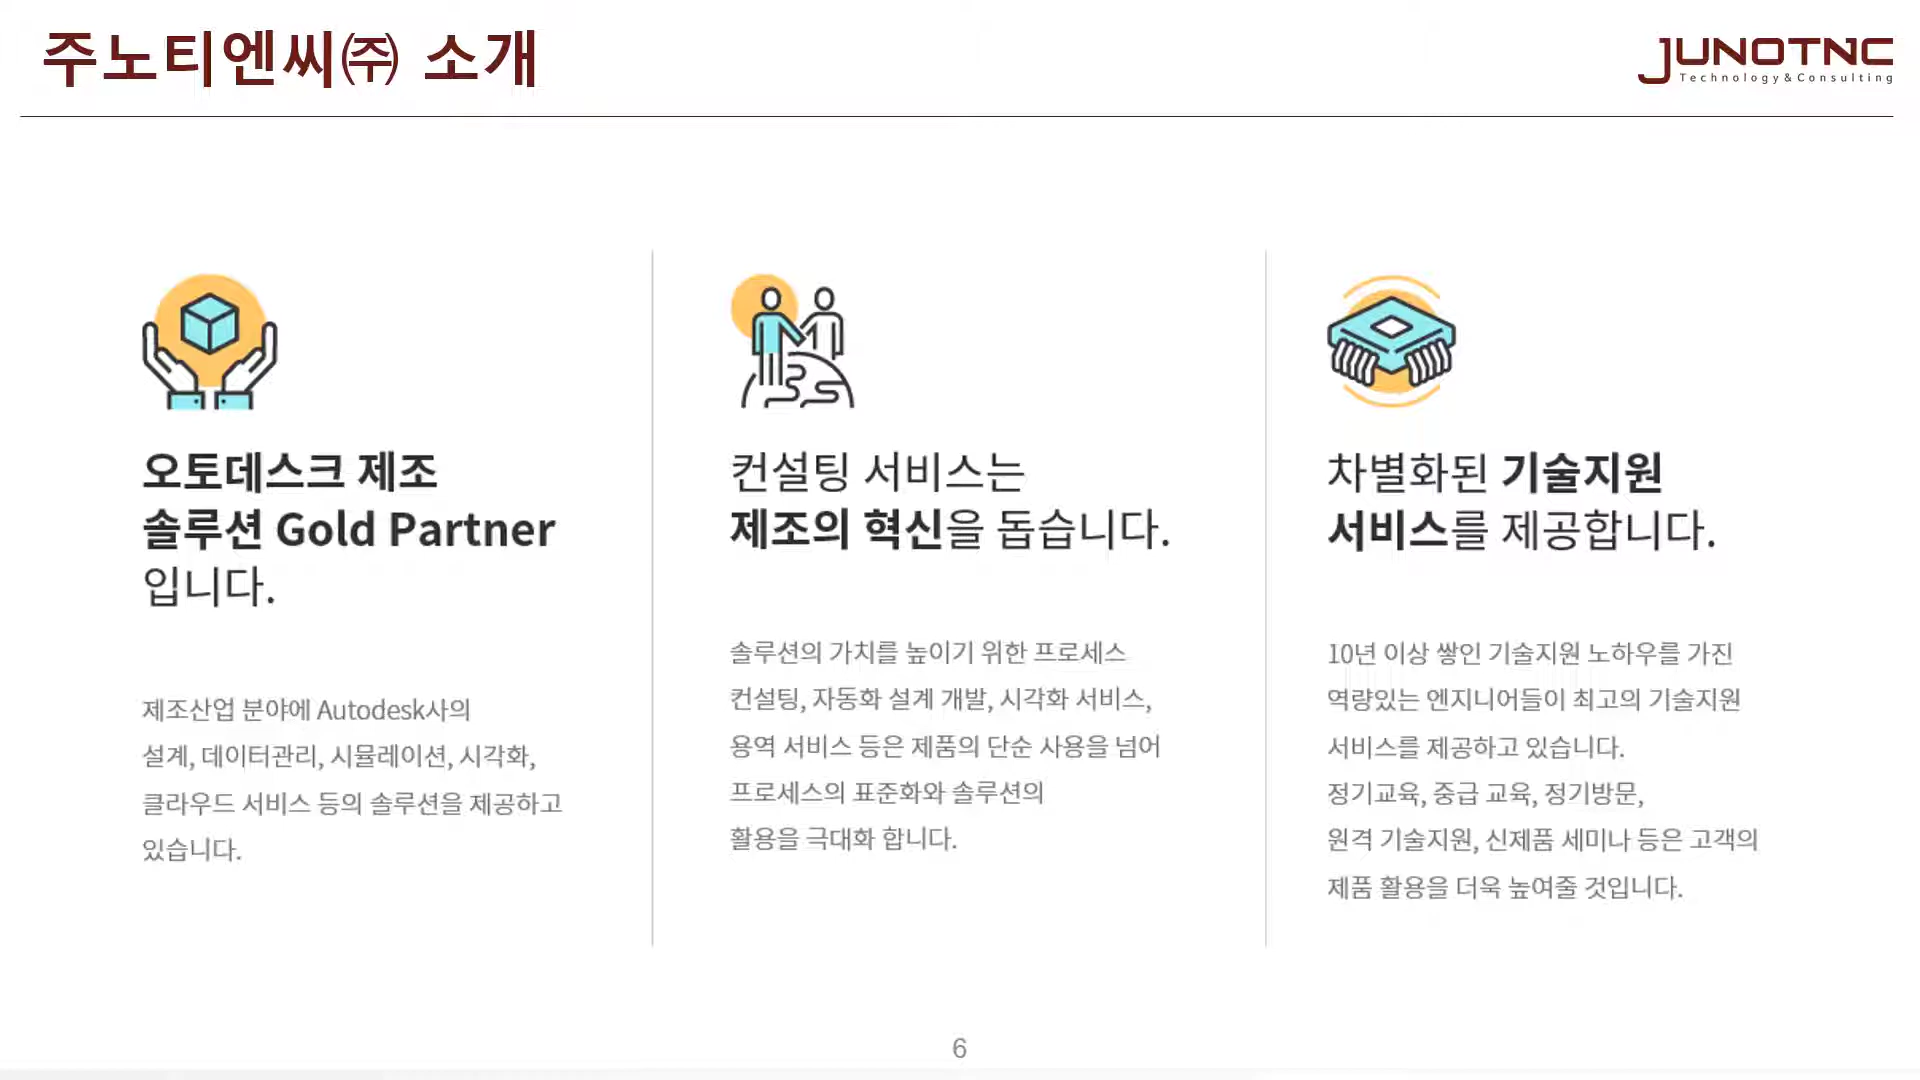 주노티엔씨㈜ 소개
JUNOTNC
Technology&Consulting
오토데스크 제조
솔루션 Gold Partner
입니다.
제조산업 분야에 Autodesk사의
설계, 데이터관리, 시뮬레이션, 시각화,
클라우드 서비스 등의 솔루션을 제공하고
있습니다.
컨설팅 서비스는
제조의 혁신을 돕습니다.
솔루션의 가치를 높이기 위한 프로세스
컨설팅, 자동화 설계 개발, 시각화 서비스,
용역 서비스 등은 제품의 단순 사용을 넘어
프로세스의 표준화와 솔루션의
활용을 극대화 합니다.
차별화된 기술지원
서비스를 제공합니다.
10년 이상 쌓인 기술지원 노하우를 가진
역량있는 엔지니어들이 최고의 기술지원
서비스를 제공하고 있습니다.
정기교육, 중급 교육, 정기방문,
원격 기술지원, 신제품 세미나 등은 고객의
제품 활용을 더욱 높여줄 것입니다.
6